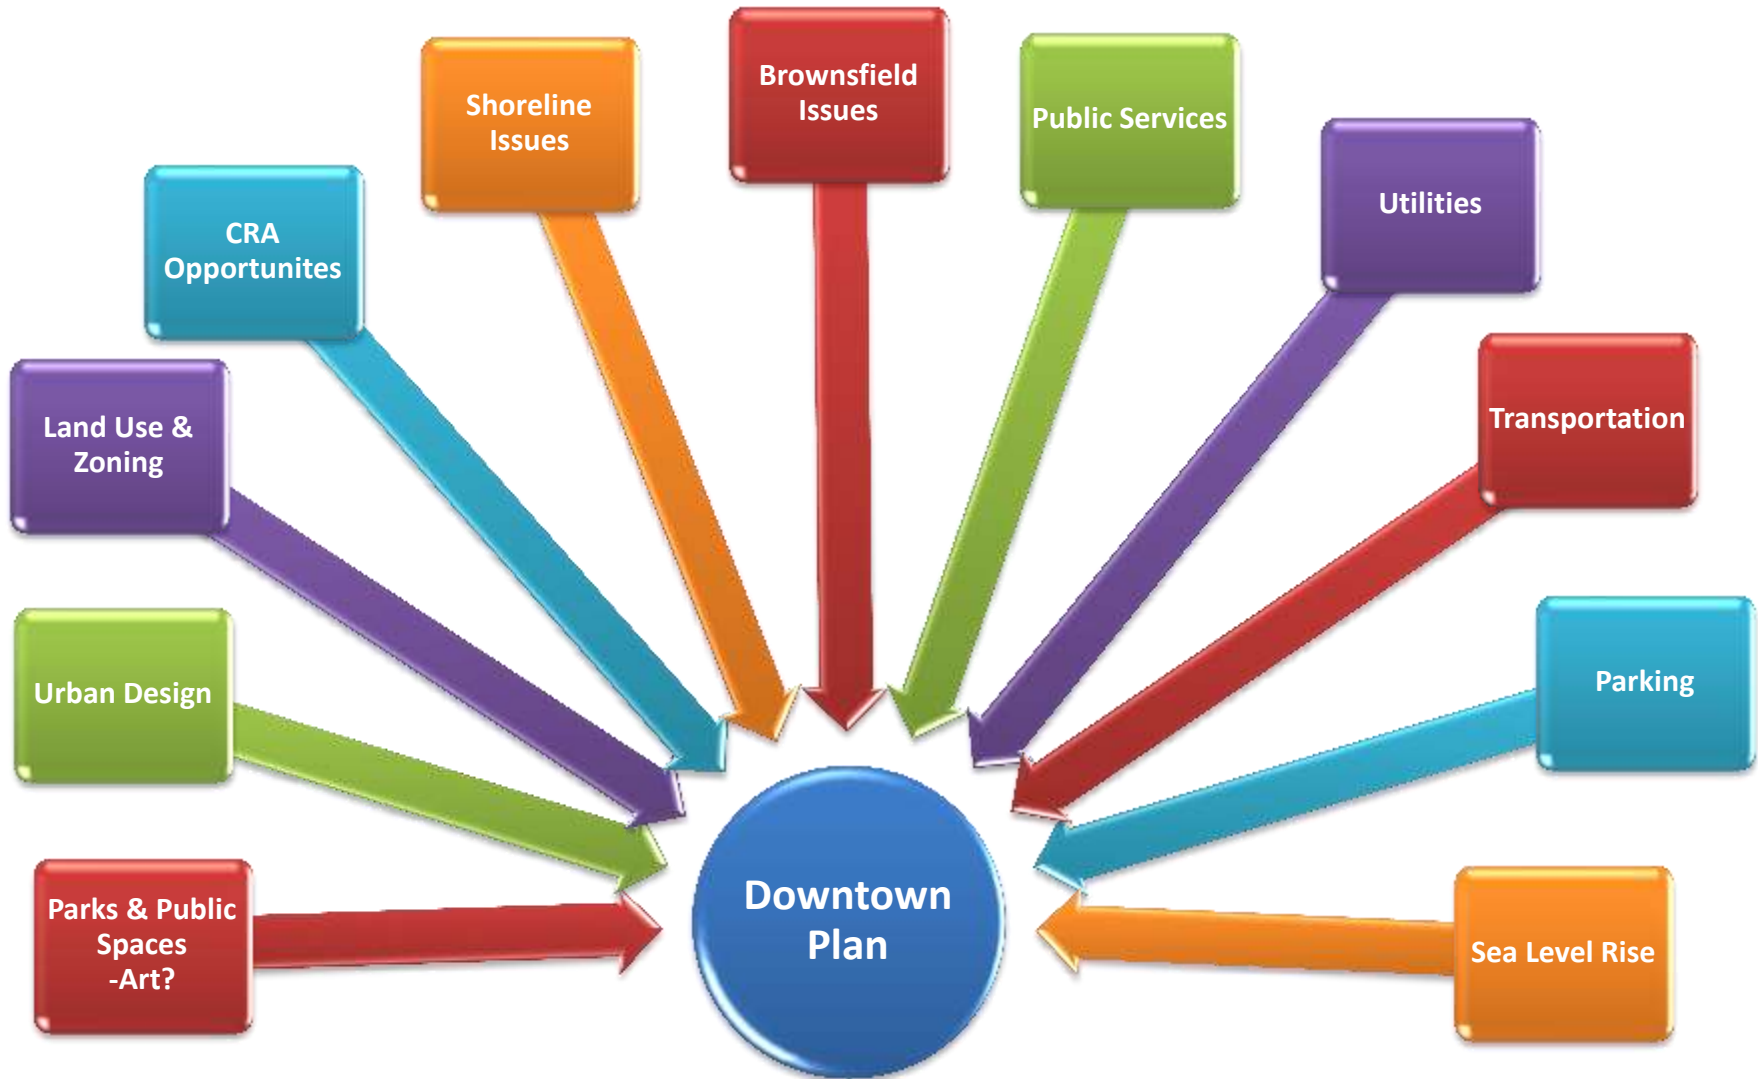 Brownsfield
Issues
Shoreline
Issues
Public Services
Utilities
CRA
Opportunites
Transportation
Land Use &
Zoning
Parking
Urban Design
Parks & Public
Spaces
-Art?
Downtown
Plan
Sea Level Rise